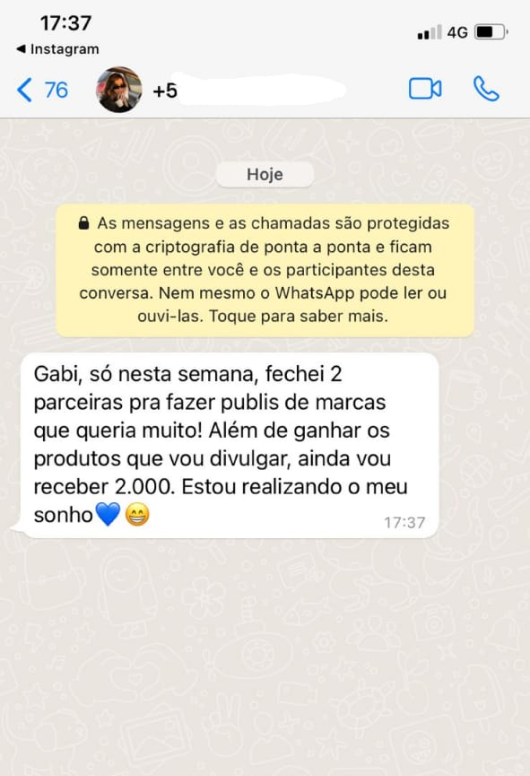 17:37
4G
◀ Instagram
76
+5
Hoje
As mensagens e as chamadas são protegidas
com a criptografia de ponta a ponta e ficam
somente entre você e os participantes desta
conversa. Nem mesmo o WhatsApp pode ler ou
ouvi-las. Toque para saber mais.
Gabi, só nesta semana, fechei 2
parceiras pra fazer publis de marcas
que queria muito! Além de ganhar os
produtos que vou divulgar, ainda vou
receber 2.000. Estou realizando o meu
sonho💙😁
17:37